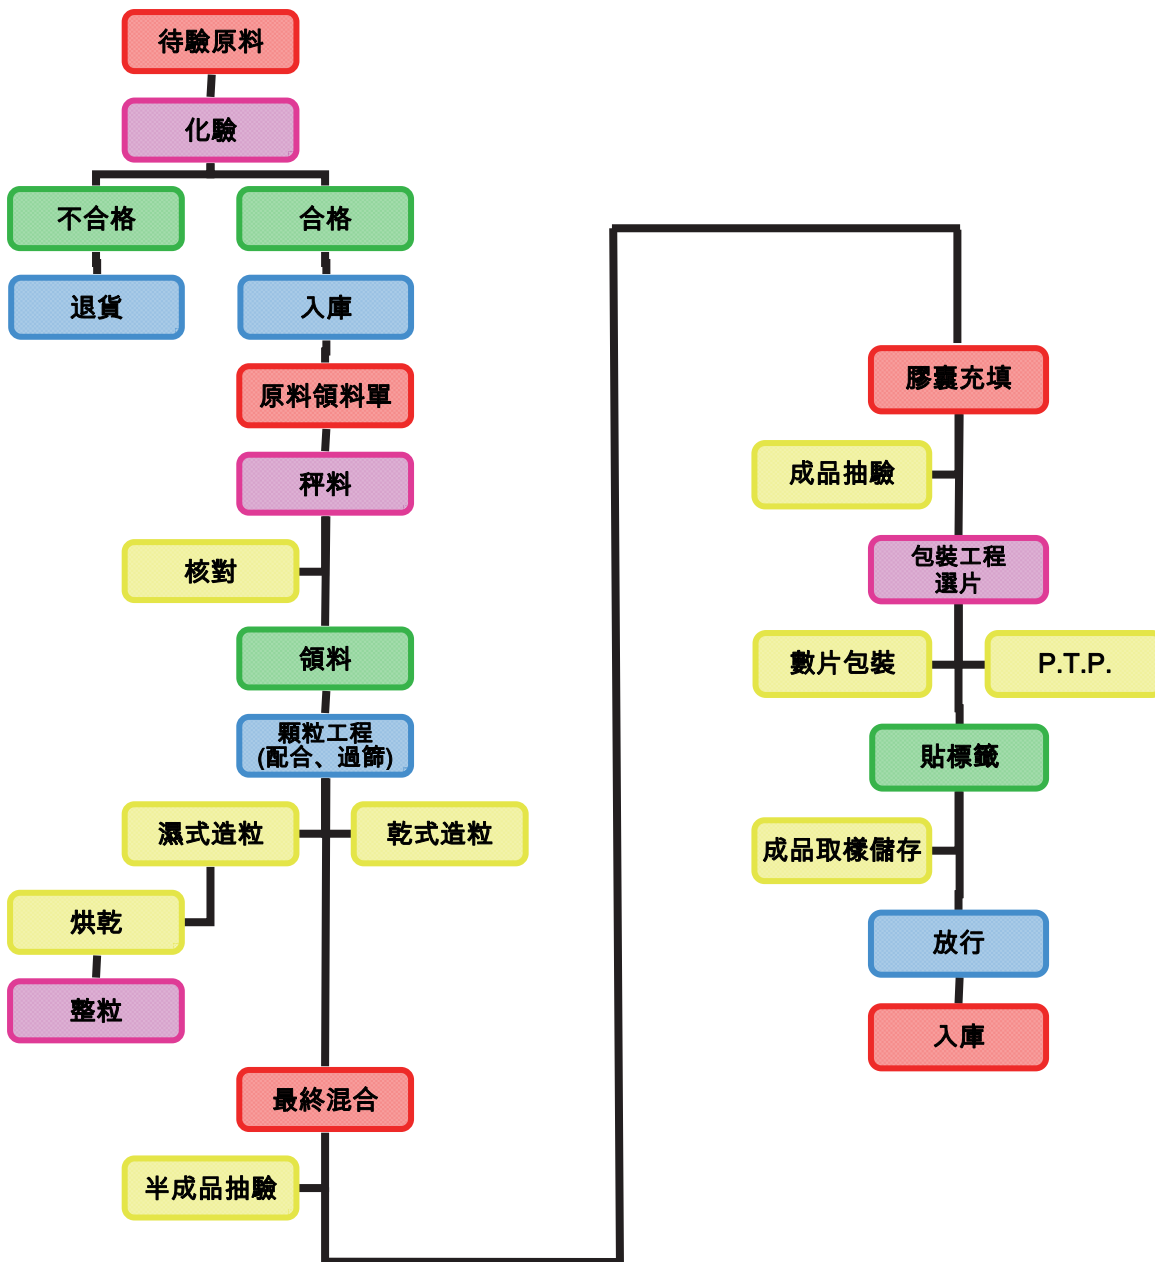 待驗原料
化驗
不合格
合格
退貨
入庫
原料領料單
秤料
核對
領料
顆粒工程
(配合、過篩)
濕式造粒
乾式造粒
烘乾
整粒
最終混合
半成品抽驗
膠囊充填
成品抽驗
包裝工程
選片
數片包裝
P.T.P.
貼標籤
成品取樣儲存
放行
入庫